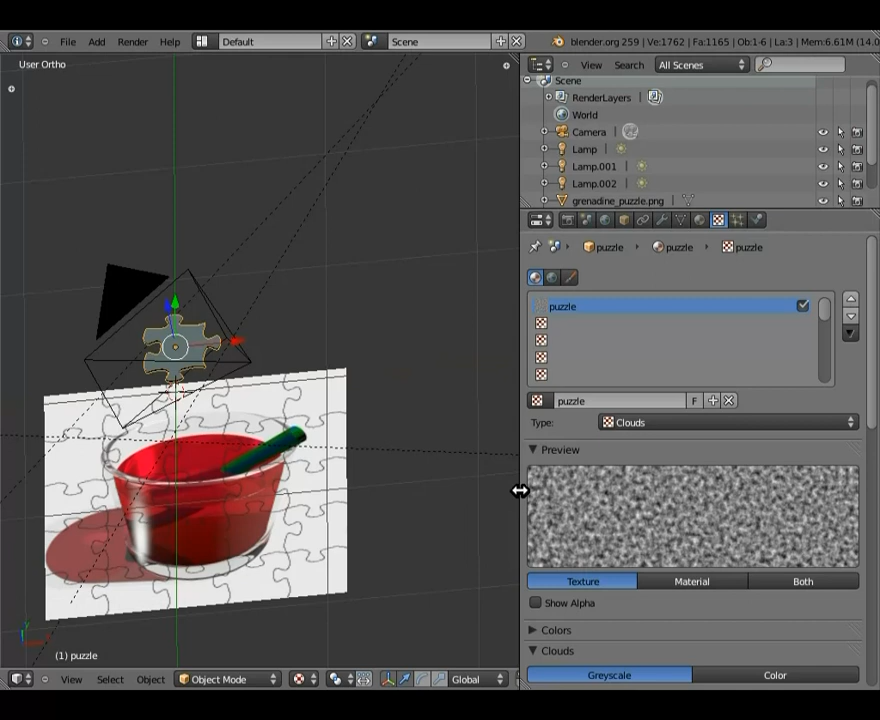 File Add Render Help Default Scene blender.org 259 | Ve:1762 | Fa:1165 | Ob:1-6 | La:3 | Mem:6.61M (14.0
User Ortho
View Search All Scenes
Scene
RenderLayers
World
Camera
Lamp
Lamp.001
Lamp.002
grenadine_puzzle.png
puzzle puzzle puzzle
puzzle
puzzle F
Type: Clouds
Preview
Texture Material Both
Show Alpha
Colors
Clouds
Greyscale Color
(1) puzzle
View Select Object Object Mode Global